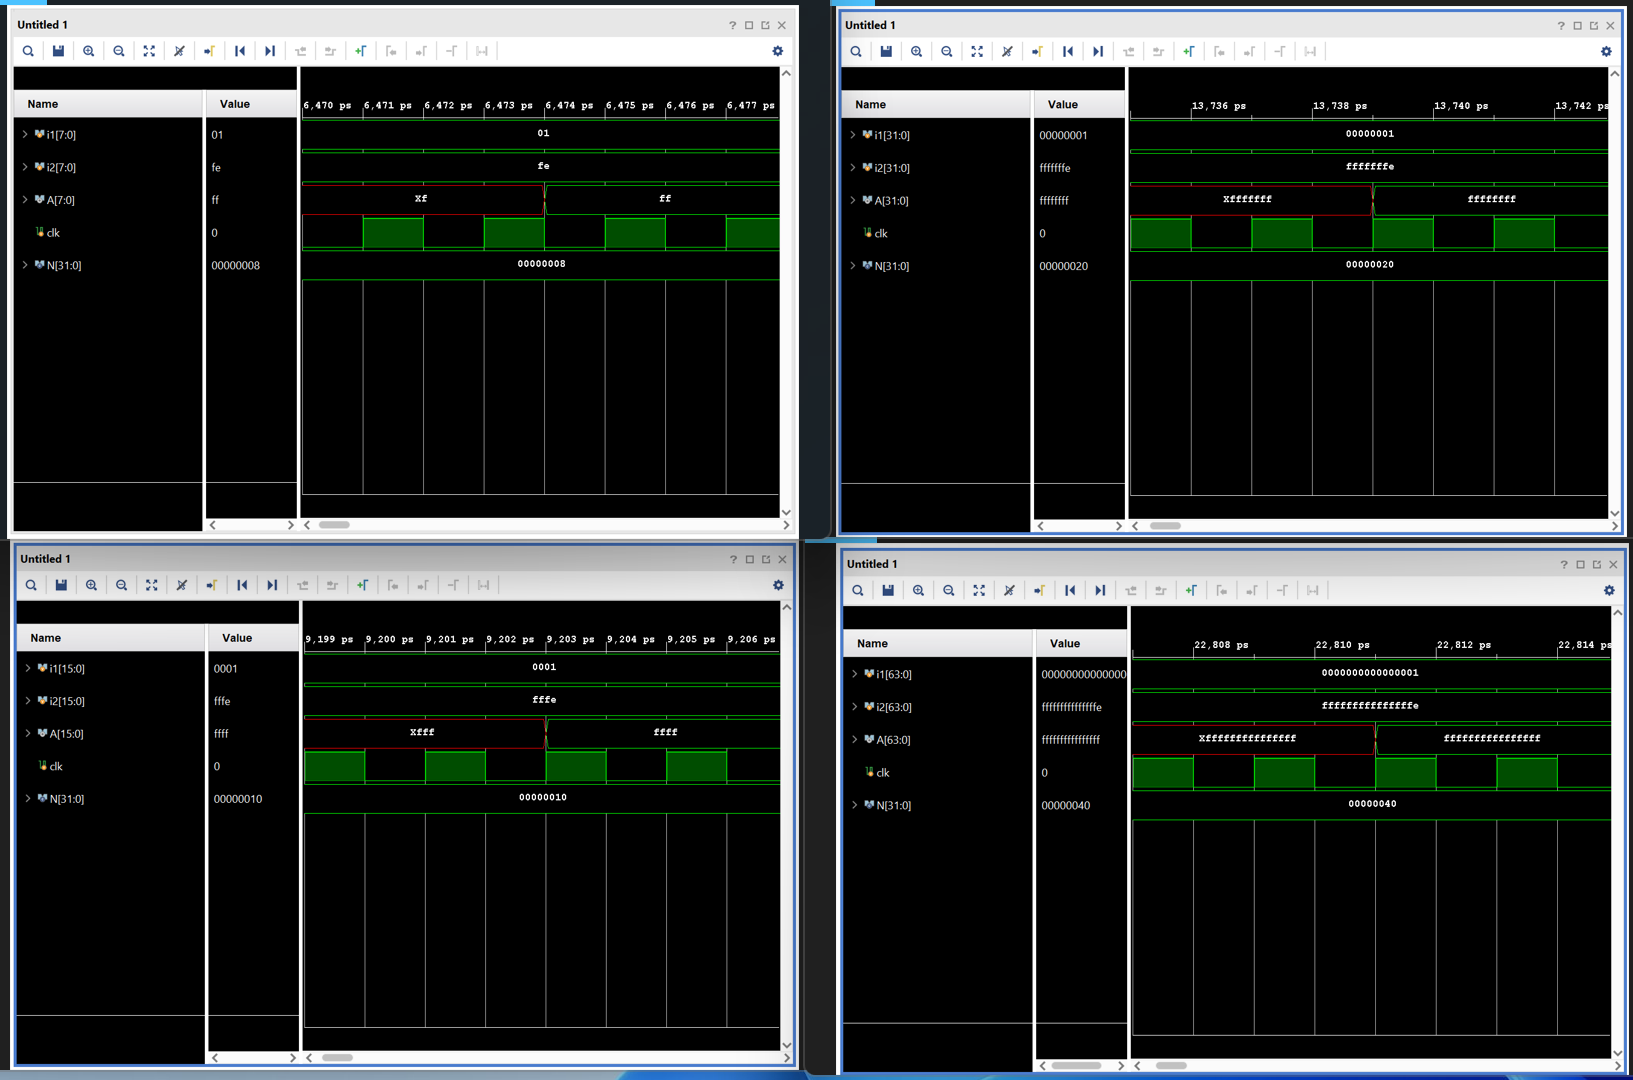 Untitled 1
Name Value
6,470 ps 6,471 ps 6,472 ps 6,473 ps 6,474 ps 6,475 ps 6,476 ps 6,477 ps
i1[7:0] 01 01
i2[7:0] fe fe
A[7:0] ff Xf ff
clk 0
N[31:0] 00000008 00000008
Untitled 1
Name Value
13,736 ps 13,738 ps 13,740 ps 13,742 ps
i1[31:0] 00000001 00000001
i2[31:0] fffffffe fffffffe
A[31:0] ffffffff Xfffffff ffffffff
clk 0
N[31:0] 00000020 00000020
Untitled 1
Name Value
9,199 ps 9,200 ps 9,201 ps 9,202 ps 9,203 ps 9,204 ps 9,205 ps 9,206 ps
i1[15:0] 0001 0001
i2[15:0] fffe fffe
A[15:0] ffff Xfff ffff
clk 0
N[31:0] 00000010 00000010
Untitled 1
Name Value
22,808 ps 22,810 ps 22,812 ps 22,814 ps
i1[63:0] 00000000000000 0000000000000001
i2[63:0] fffffffffffffffe fffffffffffffffe
A[63:0] ffffffffffffffff Xfffffffffffffff ffffffffffffffff
clk 0
N[31:0] 00000040 00000040